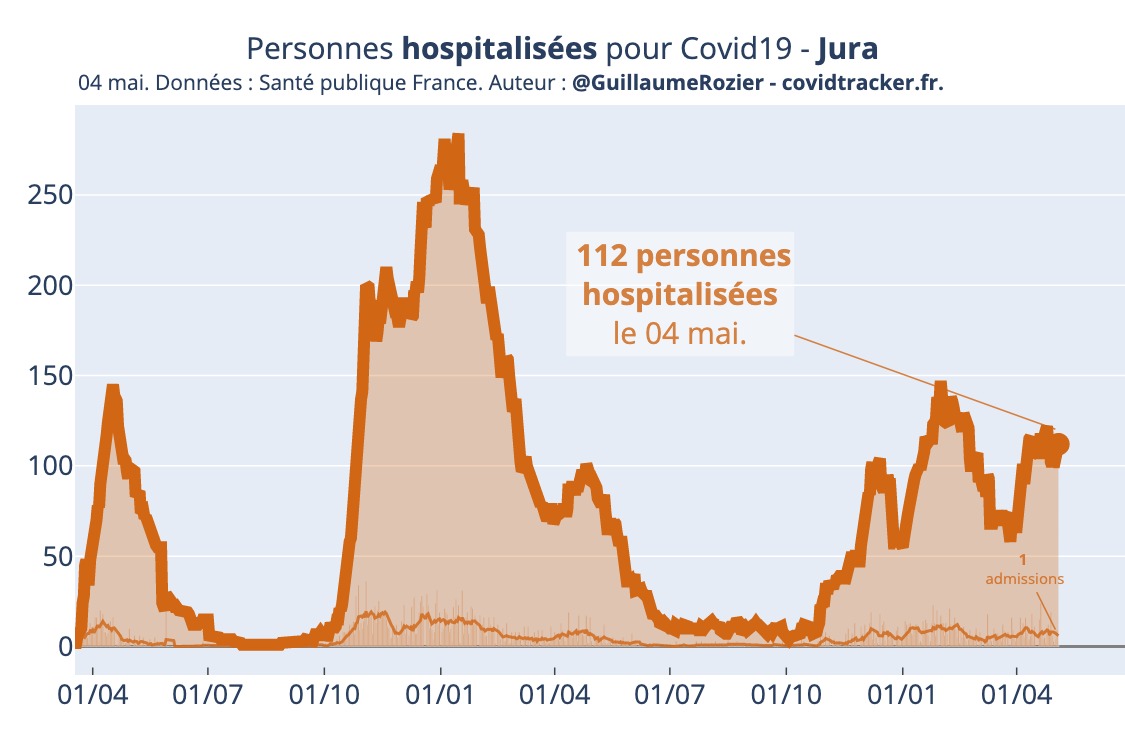 Personnes hospitalisées pour Covid19 - Jura
04 mai. Données : Santé publique France. Auteur : @GuillaumeRozier - covidtracker.fr.
250
200
150
100
50
0
112 personnes
hospitalisées
le 04 mai.
1
admissions
01/04 01/07 01/10 01/01 01/04 01/07 01/10 01/01 01/04